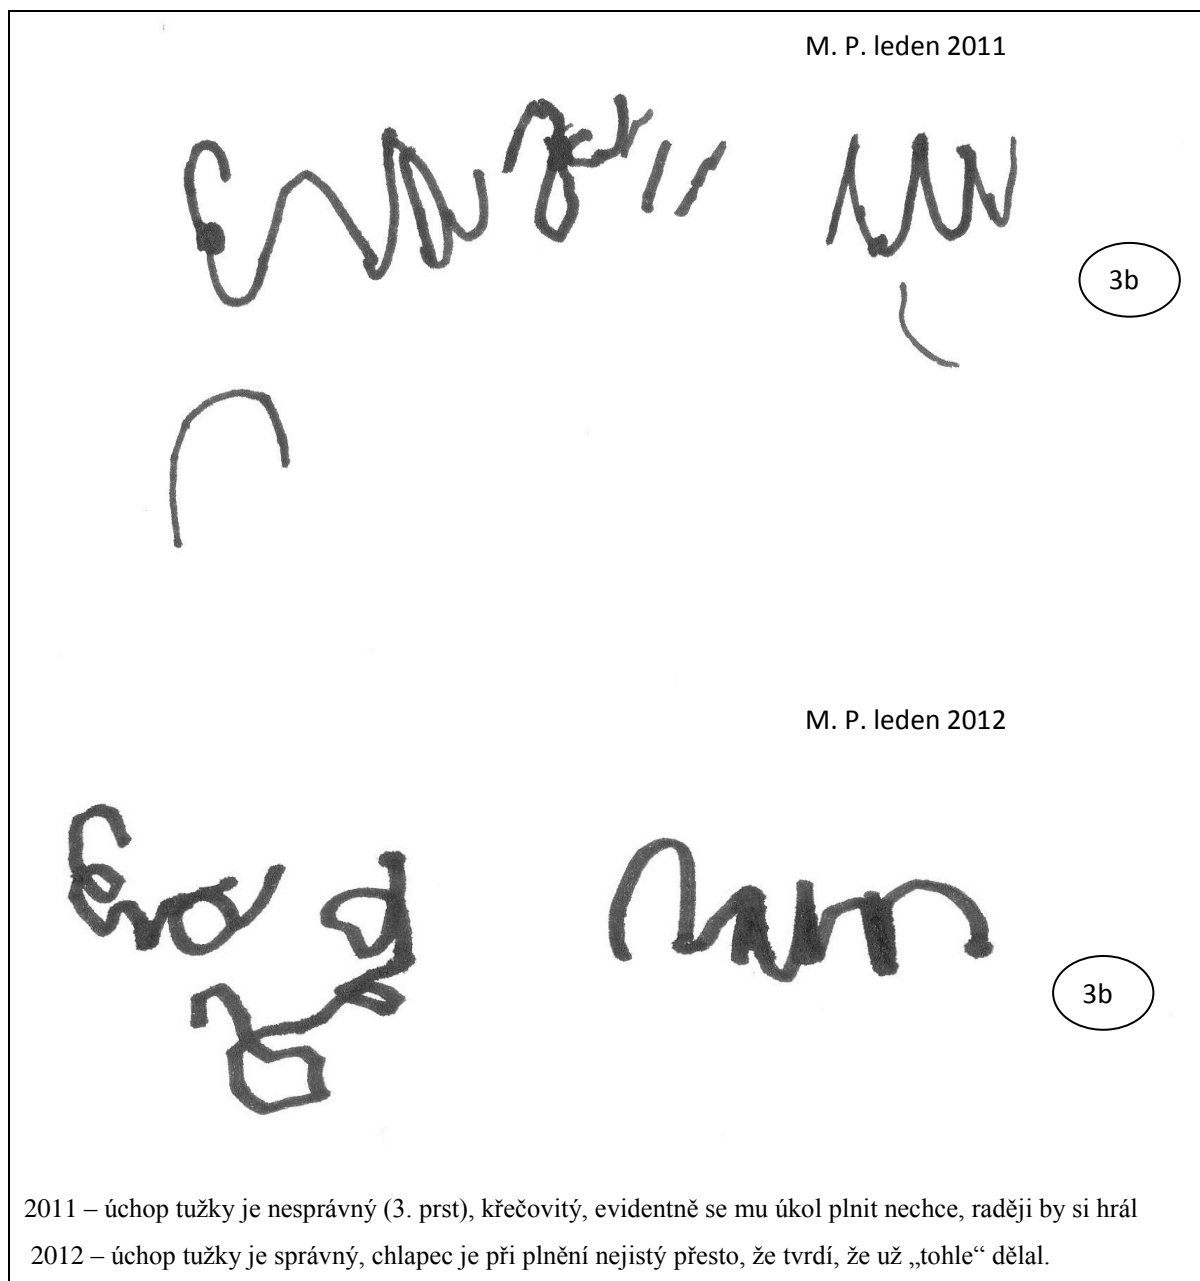 M. P. leden 2011
3b
M. P. leden 2012
3b
2011 – úchop tužky je nesprávný (3. prst), křečovitý, evidentně se mu úkol plnit nechce, raději by si hrál
2012 – úchop tužky je správný, chlapec je při plnění nejistý přesto, že tvrdí, že už „tohle“ dělal.